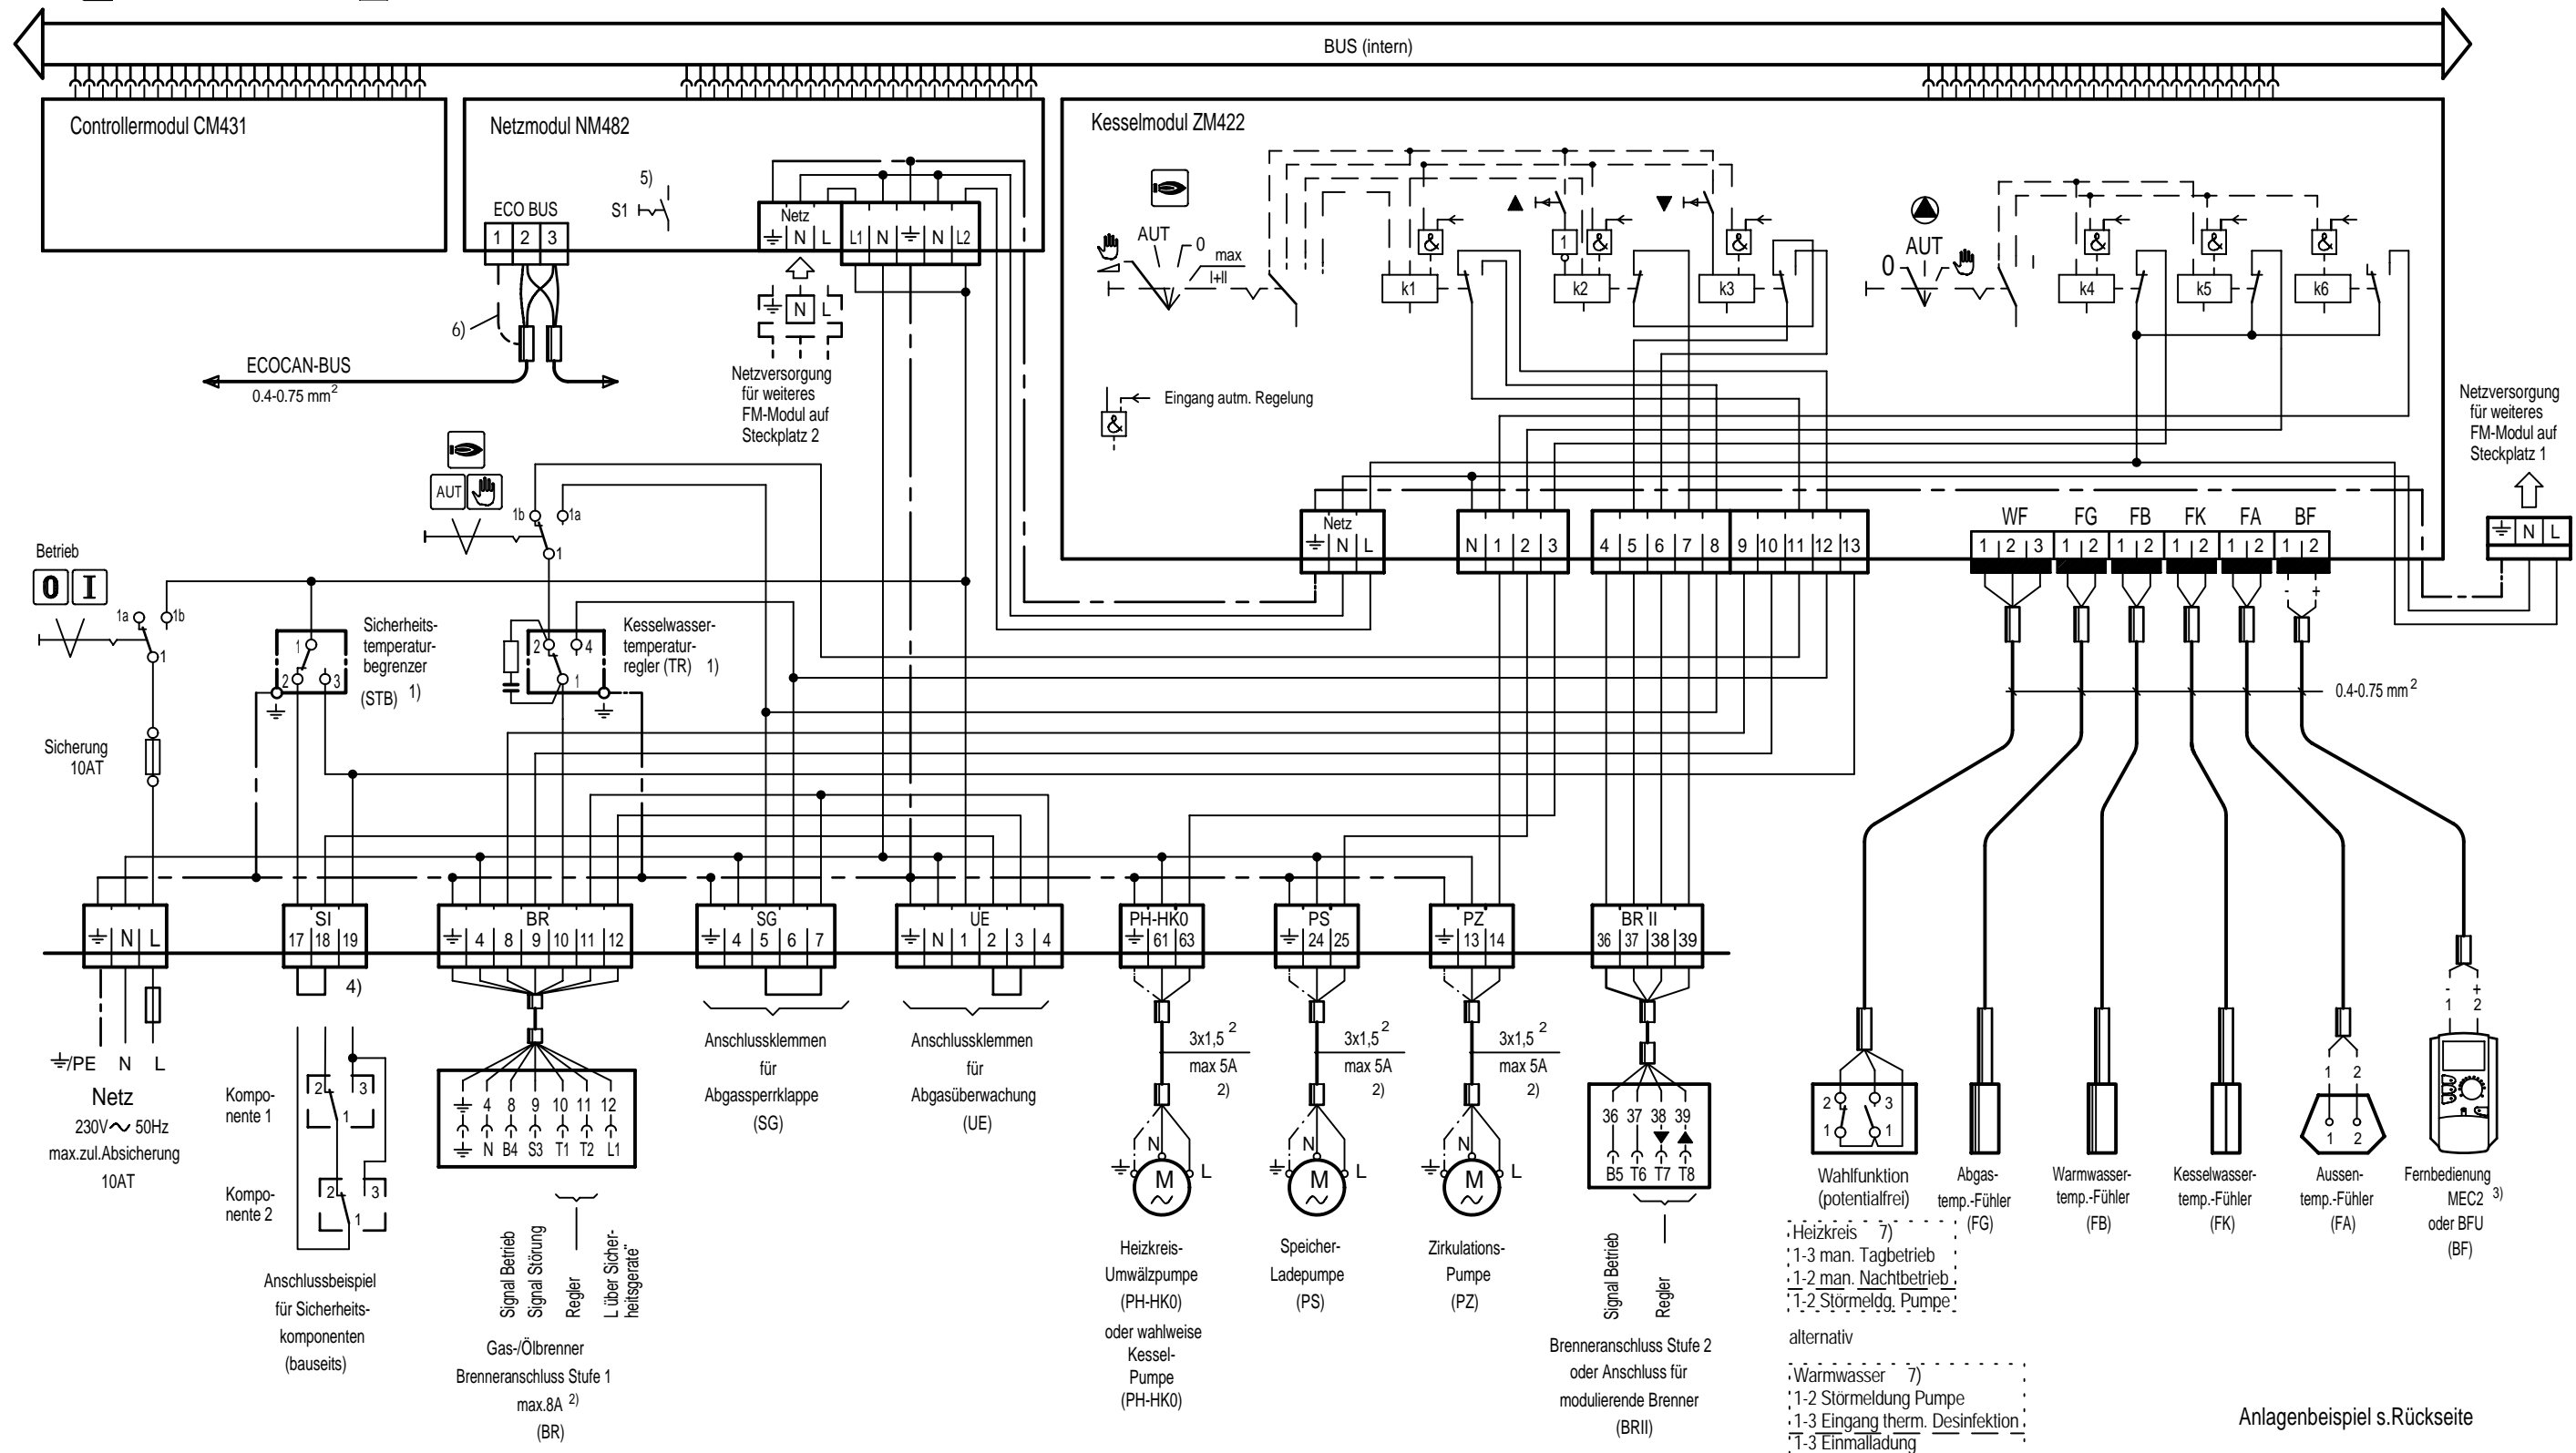 BUS (intern)
Controllermodul CM431
Netzmodul NM482
Kesselmodul ZM422
5)
S1
ECO BUS
1 2 3
Netz
N L
L1 N N L2
6)
ECOCAN-BUS
0.4-0.75 mm2
N L
Netzversorgung
für weiteres
FM-Modul auf
Steckplatz 2
AUT
0
max
I+II
& 1 & &
k1 k2 k3
AUT
0
& & &
k4 k5 k6
&
Eingang autm. Regelung
Netzversorgung
für weiteres
FM-Modul auf
Steckplatz 1
N L
AUT
1b 1a
1
Betrieb
0 I
1a 1b
1
Sicherheits-
temperatur-
begrenzer
(STB) 1)
1
2 3
Kesselwasser-
temperatur-
regler (TR) 1)
2 4
1
Sicherung
10AT
Netz
N L
N 1 2 3
4 5 6 7 8
9 10 11 12 13
WF FG FB FK FA BF
1 2 3 1 2 1 2 1 2 1 2 1 2
- +
0.4-0.75 mm2
N L
SI
17 18 19
BR
4 8 9 10 11 12
SG
4 5 6 7
UE
N 1 2 3 4
PH-HK0
61 63
PS
24 25
PZ
13 14
BR II
36 37 38 39
4)
/PE N L
Netz
230V 50Hz
max.zul.Absicherung
10AT
Kompo-
nente 1
2 3
1
Kompo-
nente 2
2 3
1
Anschlussbeispiel
für Sicherheits-
komponenten
(bauseits)
4 8 9 10 11 12
N B4 S3 T1 T2 L1
Signal Betrieb
Signal Störung
Regler
L über Sicher-
heitsgeräte"
Gas-/Ölbrenner
Brenneranschluss Stufe 1
max.8A 2)
(BR)
Anschlussklemmen
für
Abgassperrklappe
(SG)
Anschlussklemmen
für
Abgasüberwachung
(UE)
3x1,5 2
max 5A
2)
N
M
L
Heizkreis-
Umwälzpumpe
(PH-HK0)
oder wahlweise
Kessel-
Pumpe
(PH-HK0)
3x1,5 2
max 5A
2)
N
M
L
Speicher-
Ladepumpe
(PS)
3x1,5 2
max 5A
2)
N
M
L
Zirkulations-
Pumpe
(PZ)
36 37 38 39
B5 T6 T7 T8
Signal Betrieb
Regler
Brenneranschluss Stufe 2
oder Anschluss für
modulierende Brenner
(BRII)
2 3
1 1
Wahlfunktion
(potentialfrei)
Heizkreis 7)
1-3 man. Tagbetrieb
1-2 man. Nachtbetrieb
1-2 Störmeldg. Pumpe
alternativ
Warmwasser 7)
1-2 Störmeldung Pumpe
1-3 Eingang therm. Desinfektion
1-3 Einmalladung
Abgas-
temp.-Fühler
(FG)
Warmwasser-
temp.-Fühler
(FB)
Kesselwasser-
temp.-Fühler
(FK)
1 2
1 2
Aussen-
temp.-Fühler
(FA)
- +
1 2
Fernbedienung
MEC2 3)
oder BFU
(BF)
Anlagenbeispiel s.Rückseite